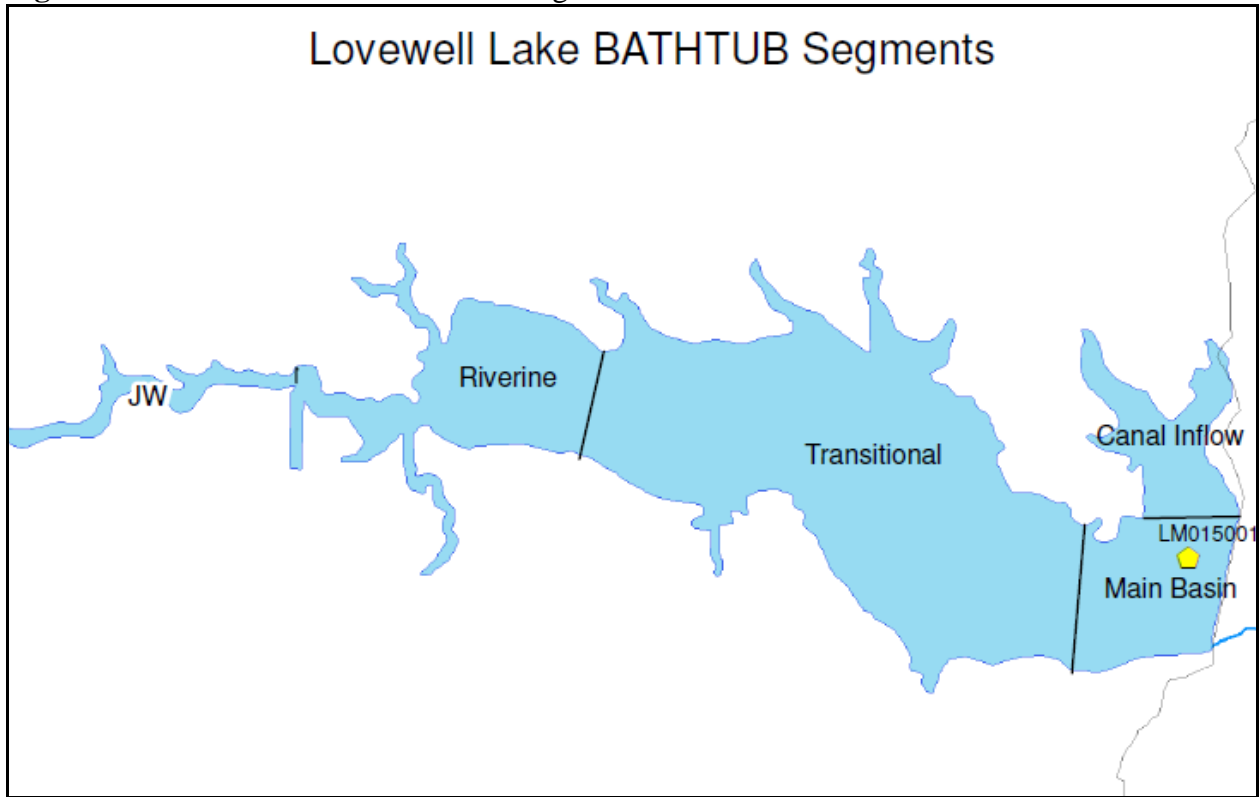 Lovewell Lake BATHTUB Segments
Riverine
JW
Transitional
Canal Inflow
LM015001
Main Basin